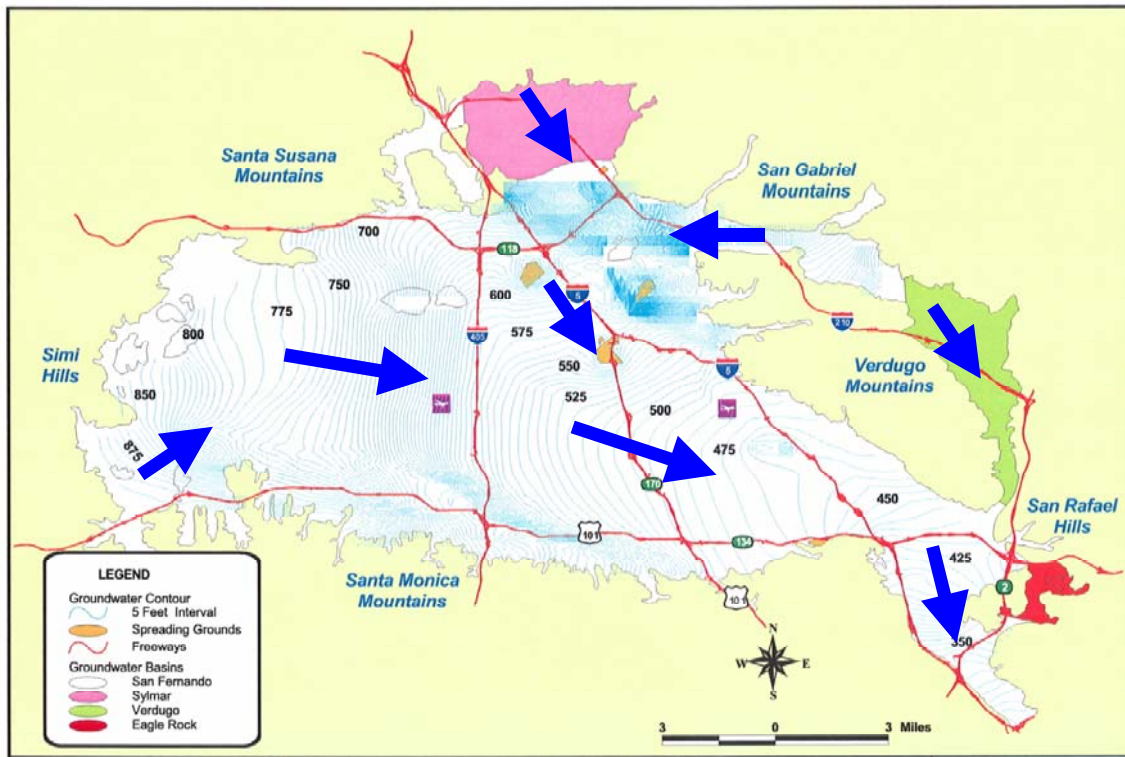 Santa Susana
Mountains
San Gabriel
Mountains
700
118
750
600
5
775
575
210
800
405
Simi
Hills
550
5
Verdugo
Mountains
850
525
500
875
475
170
450
San Rafael
Hills
101
134
425
2
Santa Monica
Mountains
101
350
N
W E
S
LEGEND
Groundwater Contour
5 Feet Interval
Spreading Grounds
Freeways
Groundwater Basins
San Fernando
Sylmar
Verdugo
Eagle Rock
3 0 3 Miles